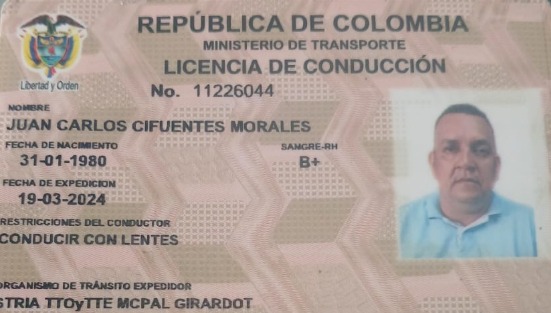 REPÚBLICA DE COLOMBIA
MINISTERIO DE TRANSPORTE
LICENCIA DE CONDUCCIÓN
Libertad y Orden
No. 11226044
NOMBRE
JUAN CARLOS CIFUENTES MORALES
FECHA DE NACIMIENTO SANGRE-RH
31-01-1980 B+
FECHA DE EXPEDICION
19-03-2024
RESTRICCIONES DEL CONDUCTOR
CONDUCIR CON LENTES
ORGANISMO DE TRÁNSITO EXPEDIDOR
STRIA TTOyTTE MCPAL GIRARDOT